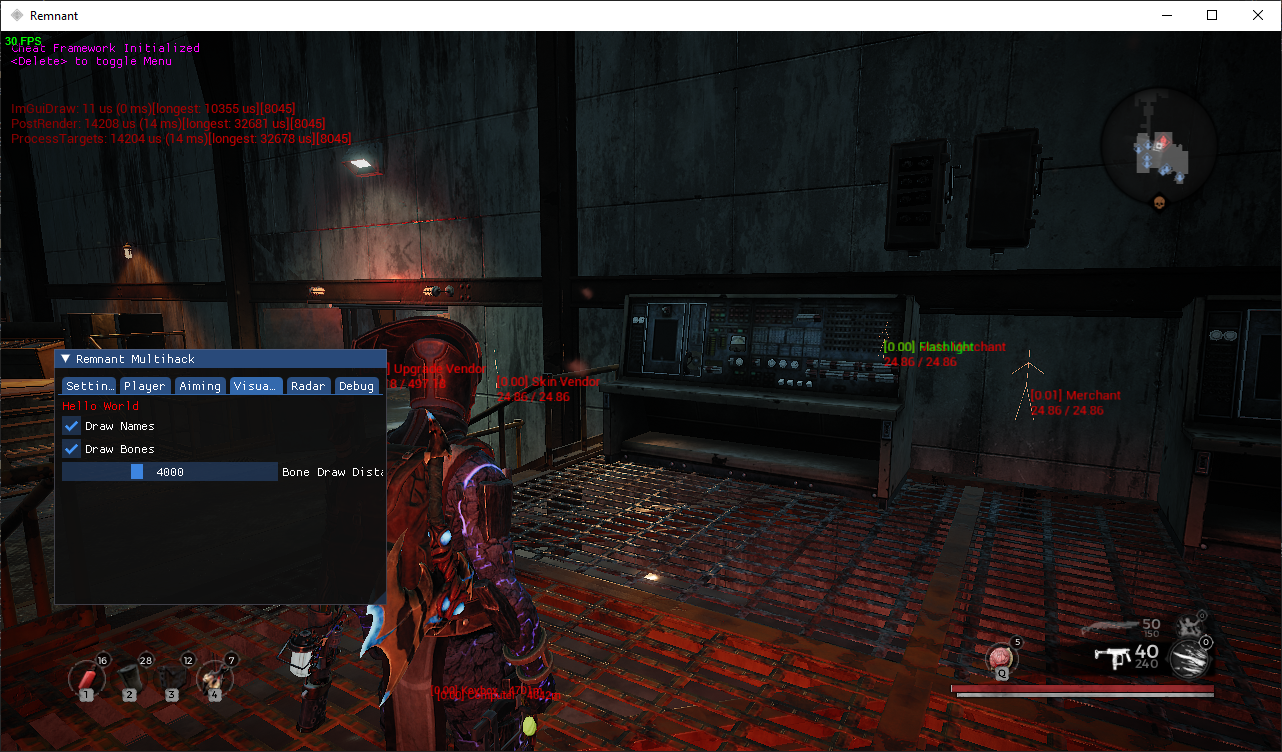 Remnant
30 FPS
Cheat Framework Initialized
<Delete> to toggle Menu
ImGuiDraw: 11 us (0 ms)[longest: 10355 us][8045]
PostRender: 14208 us (14 ms)[longest: 32681 us][8045]
ProcessTargets: 14204 us (14 ms)[longest: 32678 us][8045]
Remnant Multihack
Settin... Player Aiming Visua... Radar Debug
Hello World
Draw Names
Draw Bones
4000 Bone Draw Dista
] Upgrade Vendo
[0.00] Skin Vendor
24.86 / 24.86
[0.00] Flashlight chant
24.86 / 24.86
[0.01] Merchant
24.86 / 24.86
16 28 12 7
1 2 3 4
5
Q
50
150
0
40
240
0